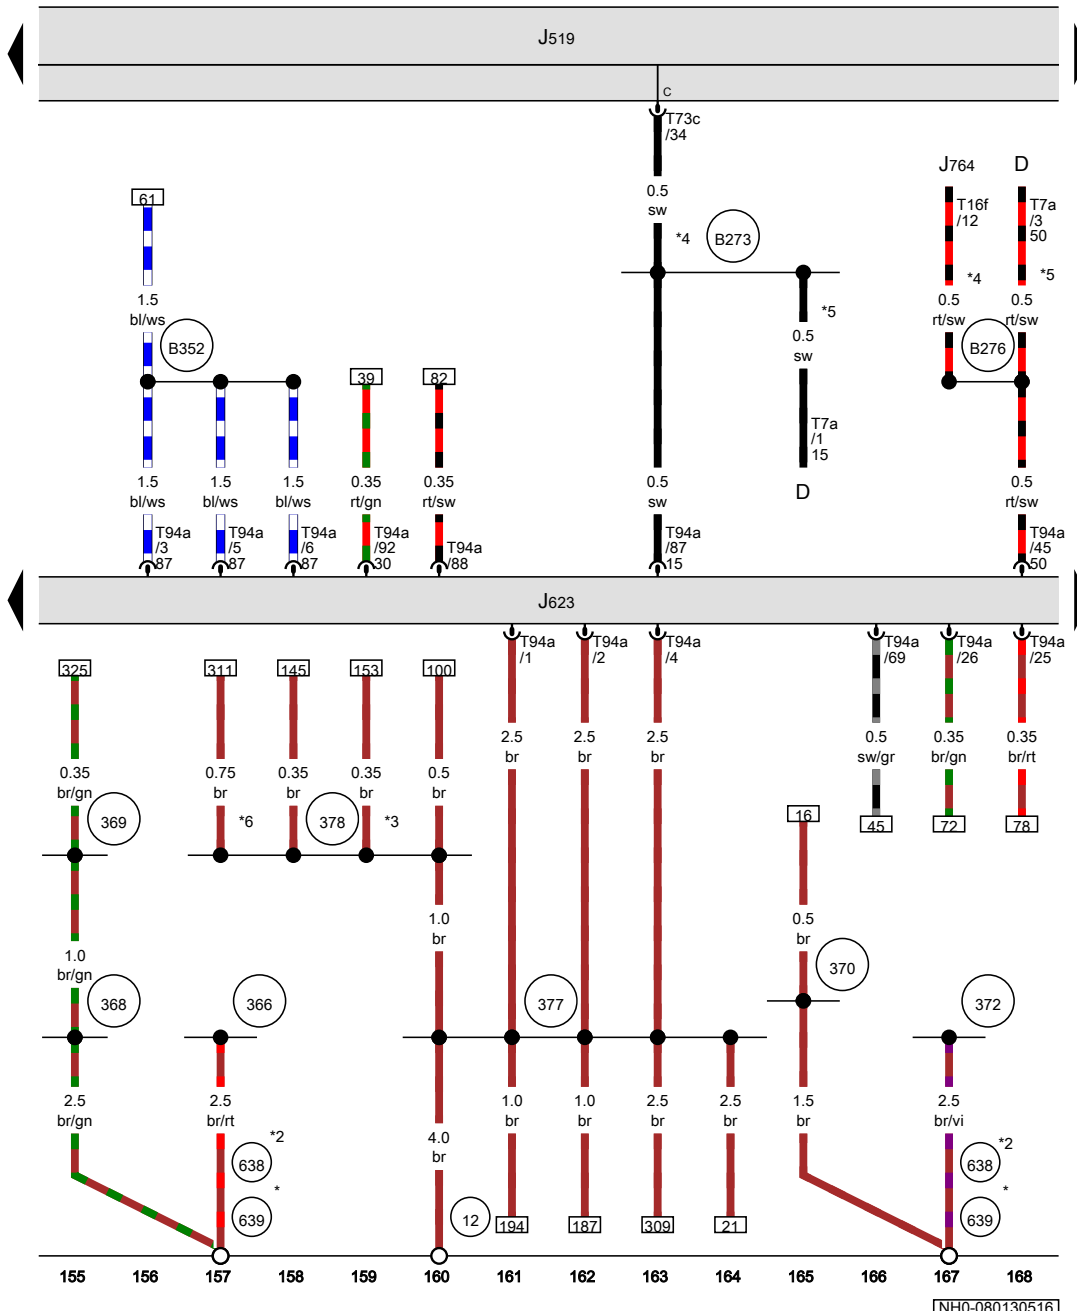 J519
c
T73c
/34
J764
D
61
T16f
/12
T7a
/3
50
0.5
sw
*4
B273
*4
*5
1.5
bl/ws
*5
0.5
rt/sw
0.5
rt/sw
B352
0.5
sw
B276
39
82
T7a
/1
15
1.5
bl/ws
1.5
bl/ws
1.5
bl/ws
0.35
rt/gn
0.35
rt/sw
0.5
sw
D
0.5
rt/sw
T94a
/3
87
T94a
/5
87
T94a
/6
87
T94a
/92
30
T94a
/88
T94a
/87
15
T94a
/45
50
J623
T94a
/1
T94a
/2
T94a
/4
T94a
/69
T94a
/26
T94a
/25
325
311
145
153
100
2.5
br
2.5
br
2.5
br
0.5
sw/gr
0.35
br/gn
0.35
br/rt
0.35
br/gn
0.75
br
0.35
br
0.35
br
0.5
br
369
*6
378
*3
16
45
72
78
1.0
br
0.5
br
1.0
br/gn
370
368
366
377
372
2.5
br/gn
2.5
br/rt
4.0
br
1.0
br
1.0
br
2.5
br
2.5
br
1.5
br
2.5
br/vi
*2
638
*2
638
*
639
*
639
12
194
187
309
21
155 156 157 158 159 160 161 162 163 164 165 166 167 168
NH0-080130516